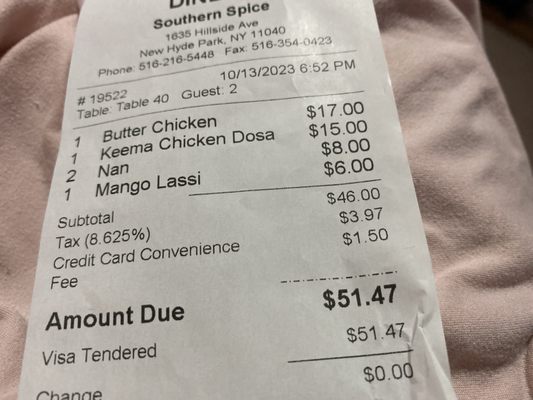 Southern Spice
1635 Hillside Ave
New Hyde Park, NY 11040
Phone: 516-216-5448 Fax: 516-354-0423
# 19522 10/13/2023 6:52 PM
Table: Table 40 Guest: 2
1 Butter Chicken $17.00
1 Keema Chicken Dosa $15.00
2 Nan $8.00
1 Mango Lassi $6.00
Subtotal $46.00
Tax (8.625%) $3.97
Credit Card Convenience $1.50
Fee
Amount Due $51.47
Visa Tendered $51.47
Change $0.00